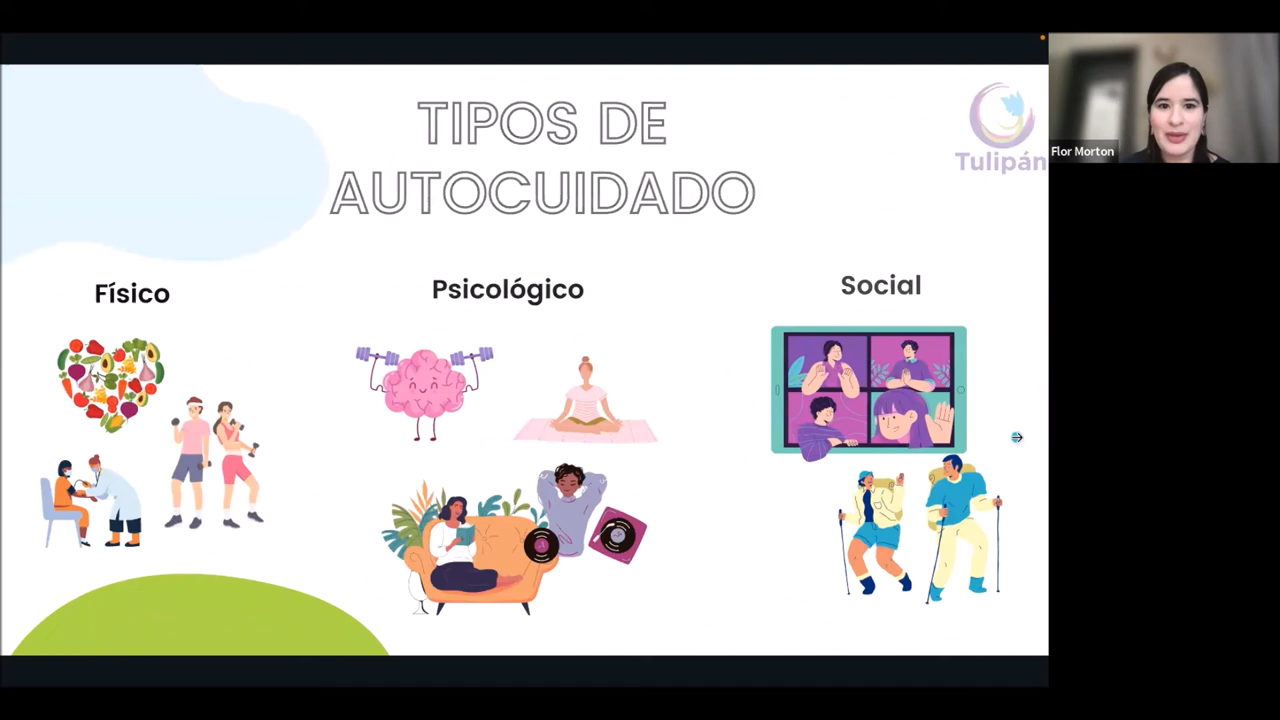 TIPOS DE
AUTOCUIDADO
Tulipán
Flor Morton
Físico
Psicológico
Social